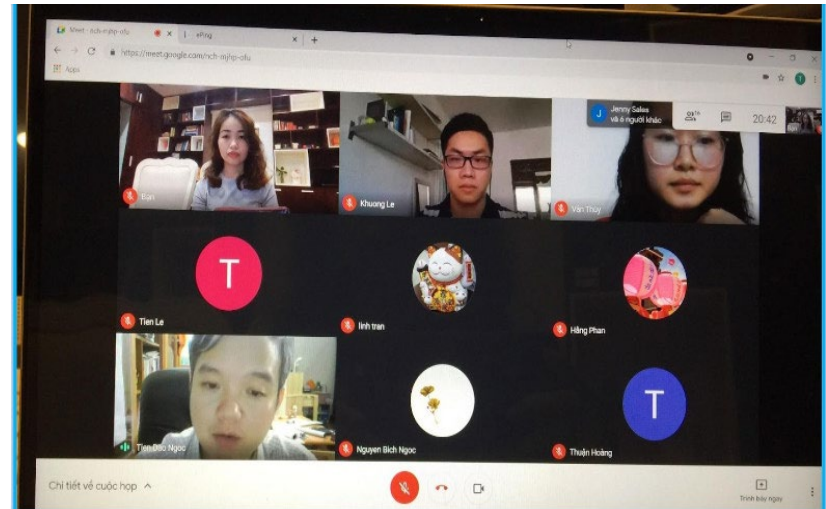 Meet - nch-mjhp-ofu
ePing
https://meet.google.com/nch-mjhp-ofu
T
Apps
J
Jenny Sales
và 6 người khác
20:42
Bạn
Khuong Le
Vân Thuy
T
Tien Le
linh tran
Hằng Phan
Tien Dao Ngoc
Nguyen Bich Ngoc
T
Thuận Hoàng
Chi tiết về cuộc họp
Trình bày ngay